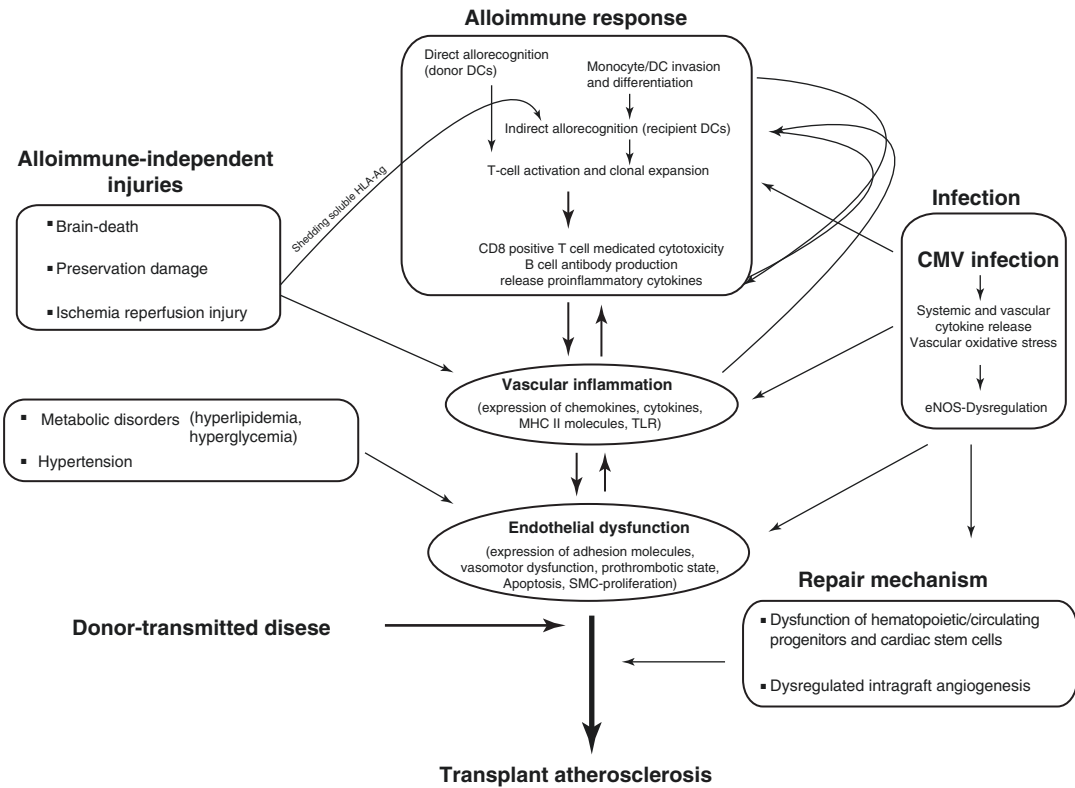 Alloimmune response
Direct allorecognition
(donor DCs)
Monocyte/DC invasion
and differentiation
Indirect allorecognition (recipient DCs)
T-cell activation and clonal expansion
CD8 positive T cell medicated cytotoxicity
B cell antibody production
release proinflammatory cytokines
Alloimmune-independent
injuries
▪ Brain-death
▪ Preservation damage
▪ Ischemia reperfusion injury
Shedding soluble HLA-Ag
Infection
CMV infection
Systemic and vascular
cytokine release
Vascular oxidative stress
eNOS-Dysregulation
Vascular inflammation
(expression of chemokines, cytokines,
MHC II molecules, TLR)
▪ Metabolic disorders (hyperlipidemia,
hyperglycemia)
▪ Hypertension
Endothelial dysfunction
(expression of adhesion molecules,
vasomotor dysfunction, prothrombotic state,
Apoptosis, SMC-proliferation)
Repair mechanism
▪ Dysfunction of hematopoietic/circulating
progenitors and cardiac stem cells
▪ Dysregulated intragraft angiogenesis
Donor-transmitted disese
Transplant atherosclerosis